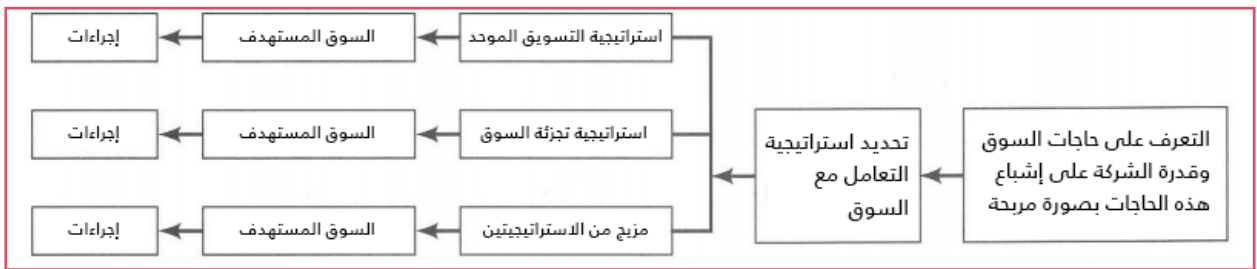 التعرف على حاجات السوق
وقدرة الشركة على إشباع
هذه الحاجات بصورة مربحة
تحديد استراتيجية
التعامل مع
السوق
استراتيجية التسويق الموحد
السوق المستهدف
إجراءات
استراتيجية تجزئة السوق
السوق المستهدف
إجراءات
مزيج من الاستراتيجيتين
السوق المستهدف
إجراءات